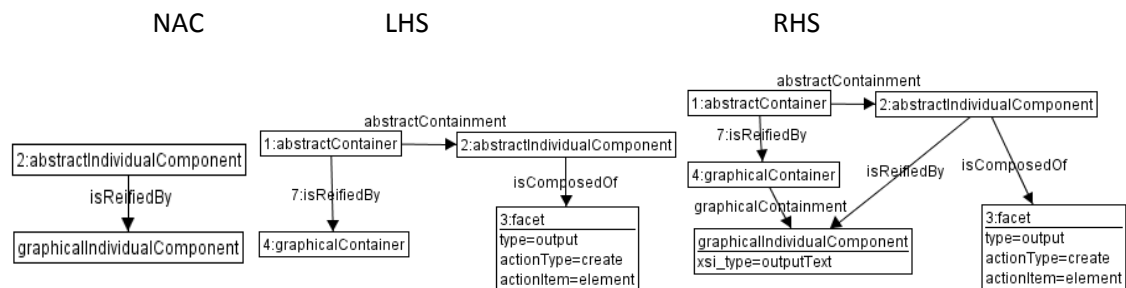 NAC
LHS
RHS
2:abstractIndividualComponent
isReifiedBy
graphicalIndividualComponent
abstractContainment
1:abstractContainer
2:abstractIndividualComponent
7:isReifiedBy
isComposedOf
4:graphicalContainer
3:facet
type=output
actionType=create
actionItem=element
abstractContainment
1:abstractContainer
2:abstractIndividualComponent
7:isReifiedBy
isReifiedBy
isComposedOf
4:graphicalContainer
graphicalContainment
graphicalIndividualComponent
xsi_type=outputText
3:facet
type=output
actionType=create
actionItem=element